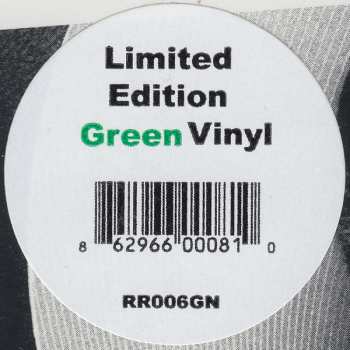 Limited
Edition
Green Vinyl
8 62966 00081 0
RR006GN